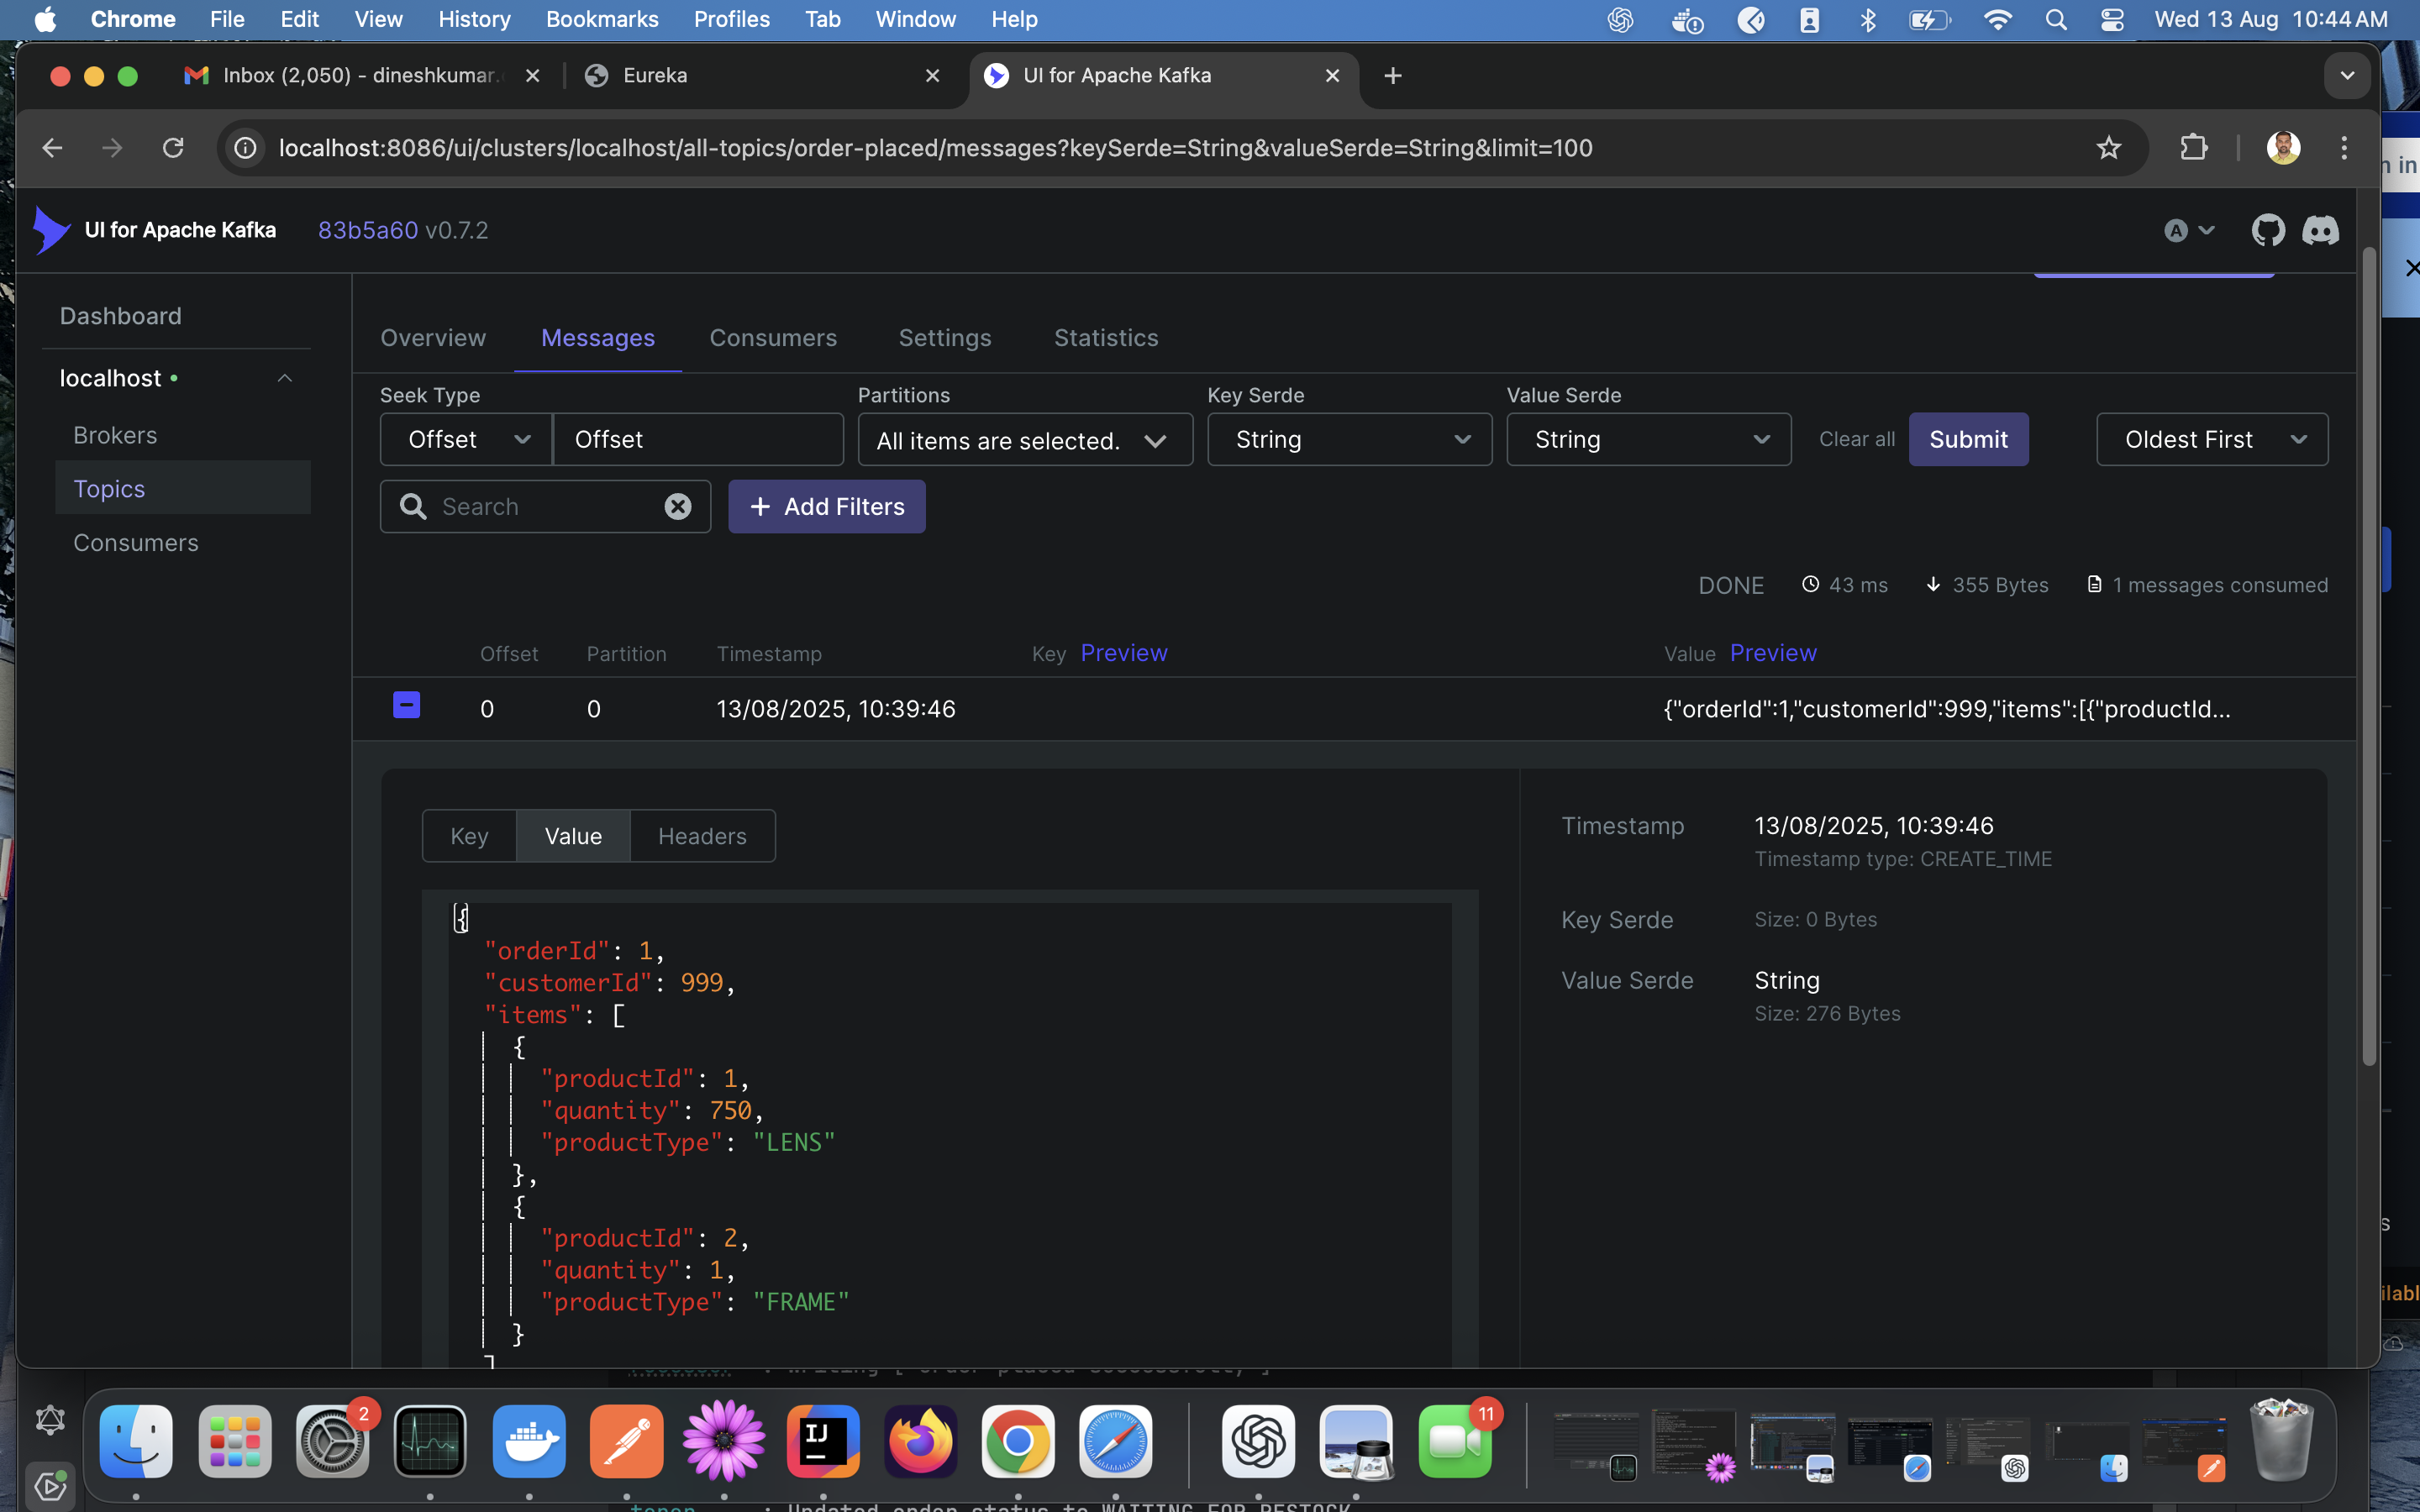 Chrome File Edit View History Bookmarks Profiles Tab Window Help Wed 13 Aug 10:44 AM
Inbox (2,050) - dineshkumar. Eureka UI for Apache Kafka
localhost:8086/ui/clusters/localhost/all-topics/order-placed/messages?keySerde=String&valueSerde=String&limit=100
n in
UI for Apache Kafka 83b5a60 v0.7.2 A
Dashboard
localhost
Brokers
Topics
Consumers
Overview Messages Consumers Settings Statistics
Seek Type Partitions Key Serde Value Serde
Offset Offset All items are selected. String String Clear all Submit Oldest First
Search + Add Filters
DONE 43 ms 355 Bytes 1 messages consumed
Offset Partition Timestamp Key Preview Value Preview
0 0 13/08/2025, 10:39:46 {"orderId":1,"customerId":999,"items":[{"productId...
Key Value Headers
{
"orderId": 1,
"customerId": 999,
"items": [
{
"productId": 1,
"quantity": 750,
"productType": "LENS"
},
{
"productId": 2,
"quantity": 1,
"productType": "FRAME"
}
]
Timestamp 13/08/2025, 10:39:46
Timestamp type: CREATE_TIME
Key Serde Size: 0 Bytes
Value Serde String
Size: 276 Bytes
s
ilabl
2
IJ
11
: Updated order status to WAITING_FOR_RESTOCK